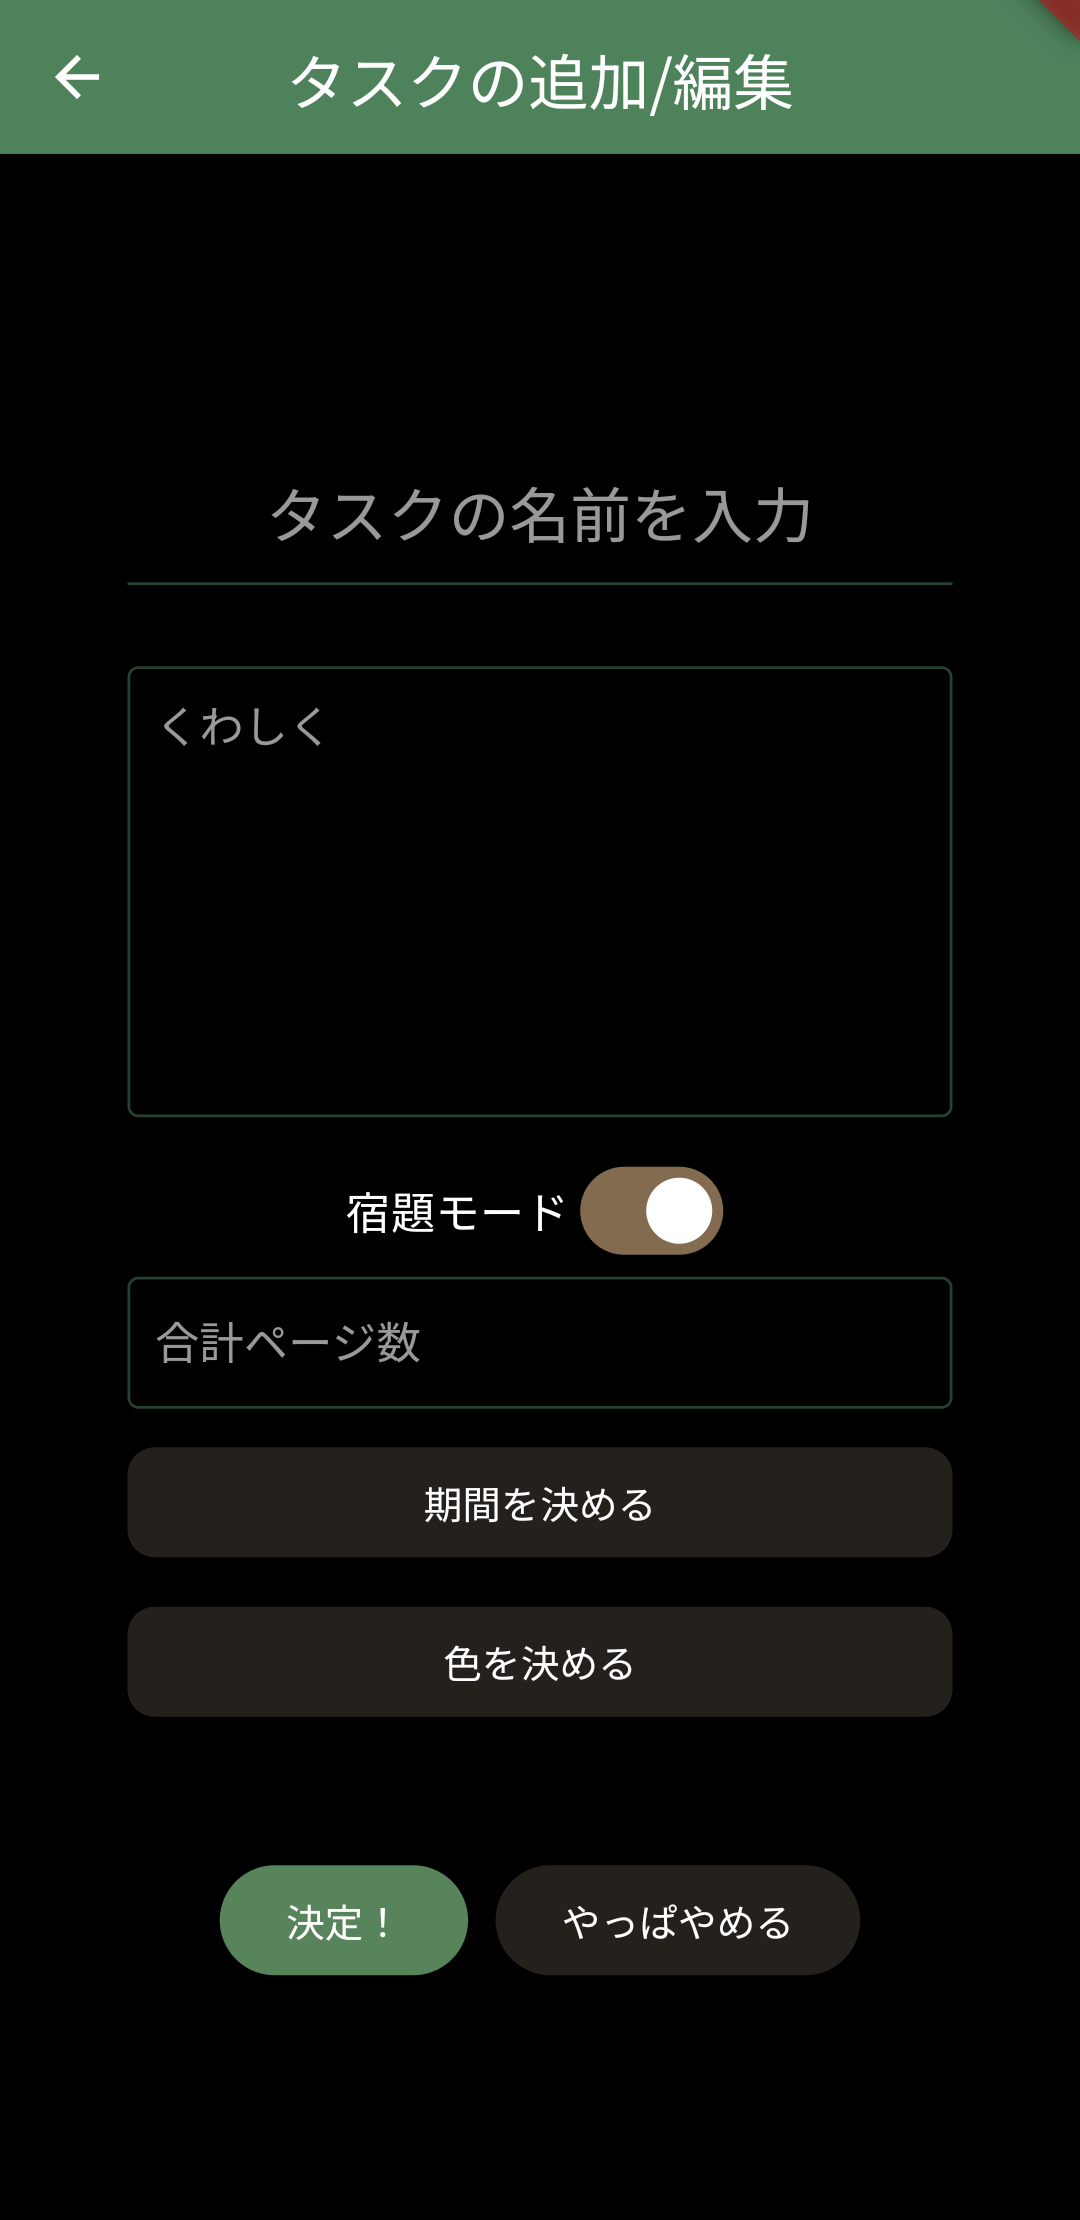 タスクの追加/編集
タスクの名前を入力
くわしく
宿題モード
合計ページ数
期間を決める
色を決める
決定！
やっぱやめる